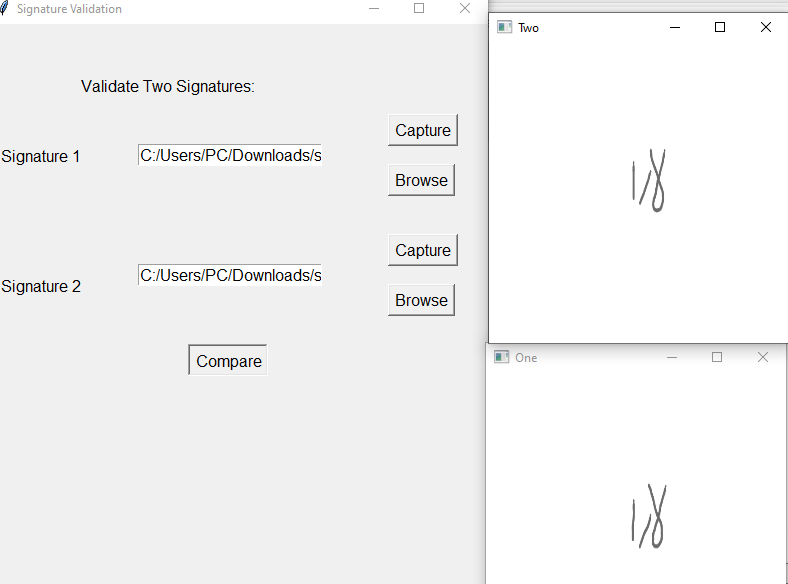 Signature Validation
Validate Two Signatures:
Capture
Signature 1
C:/Users/PC/Downloads/s
Browse
Capture
Signature 2
C:/Users/PC/Downloads/s
Browse
Compare
Two
One